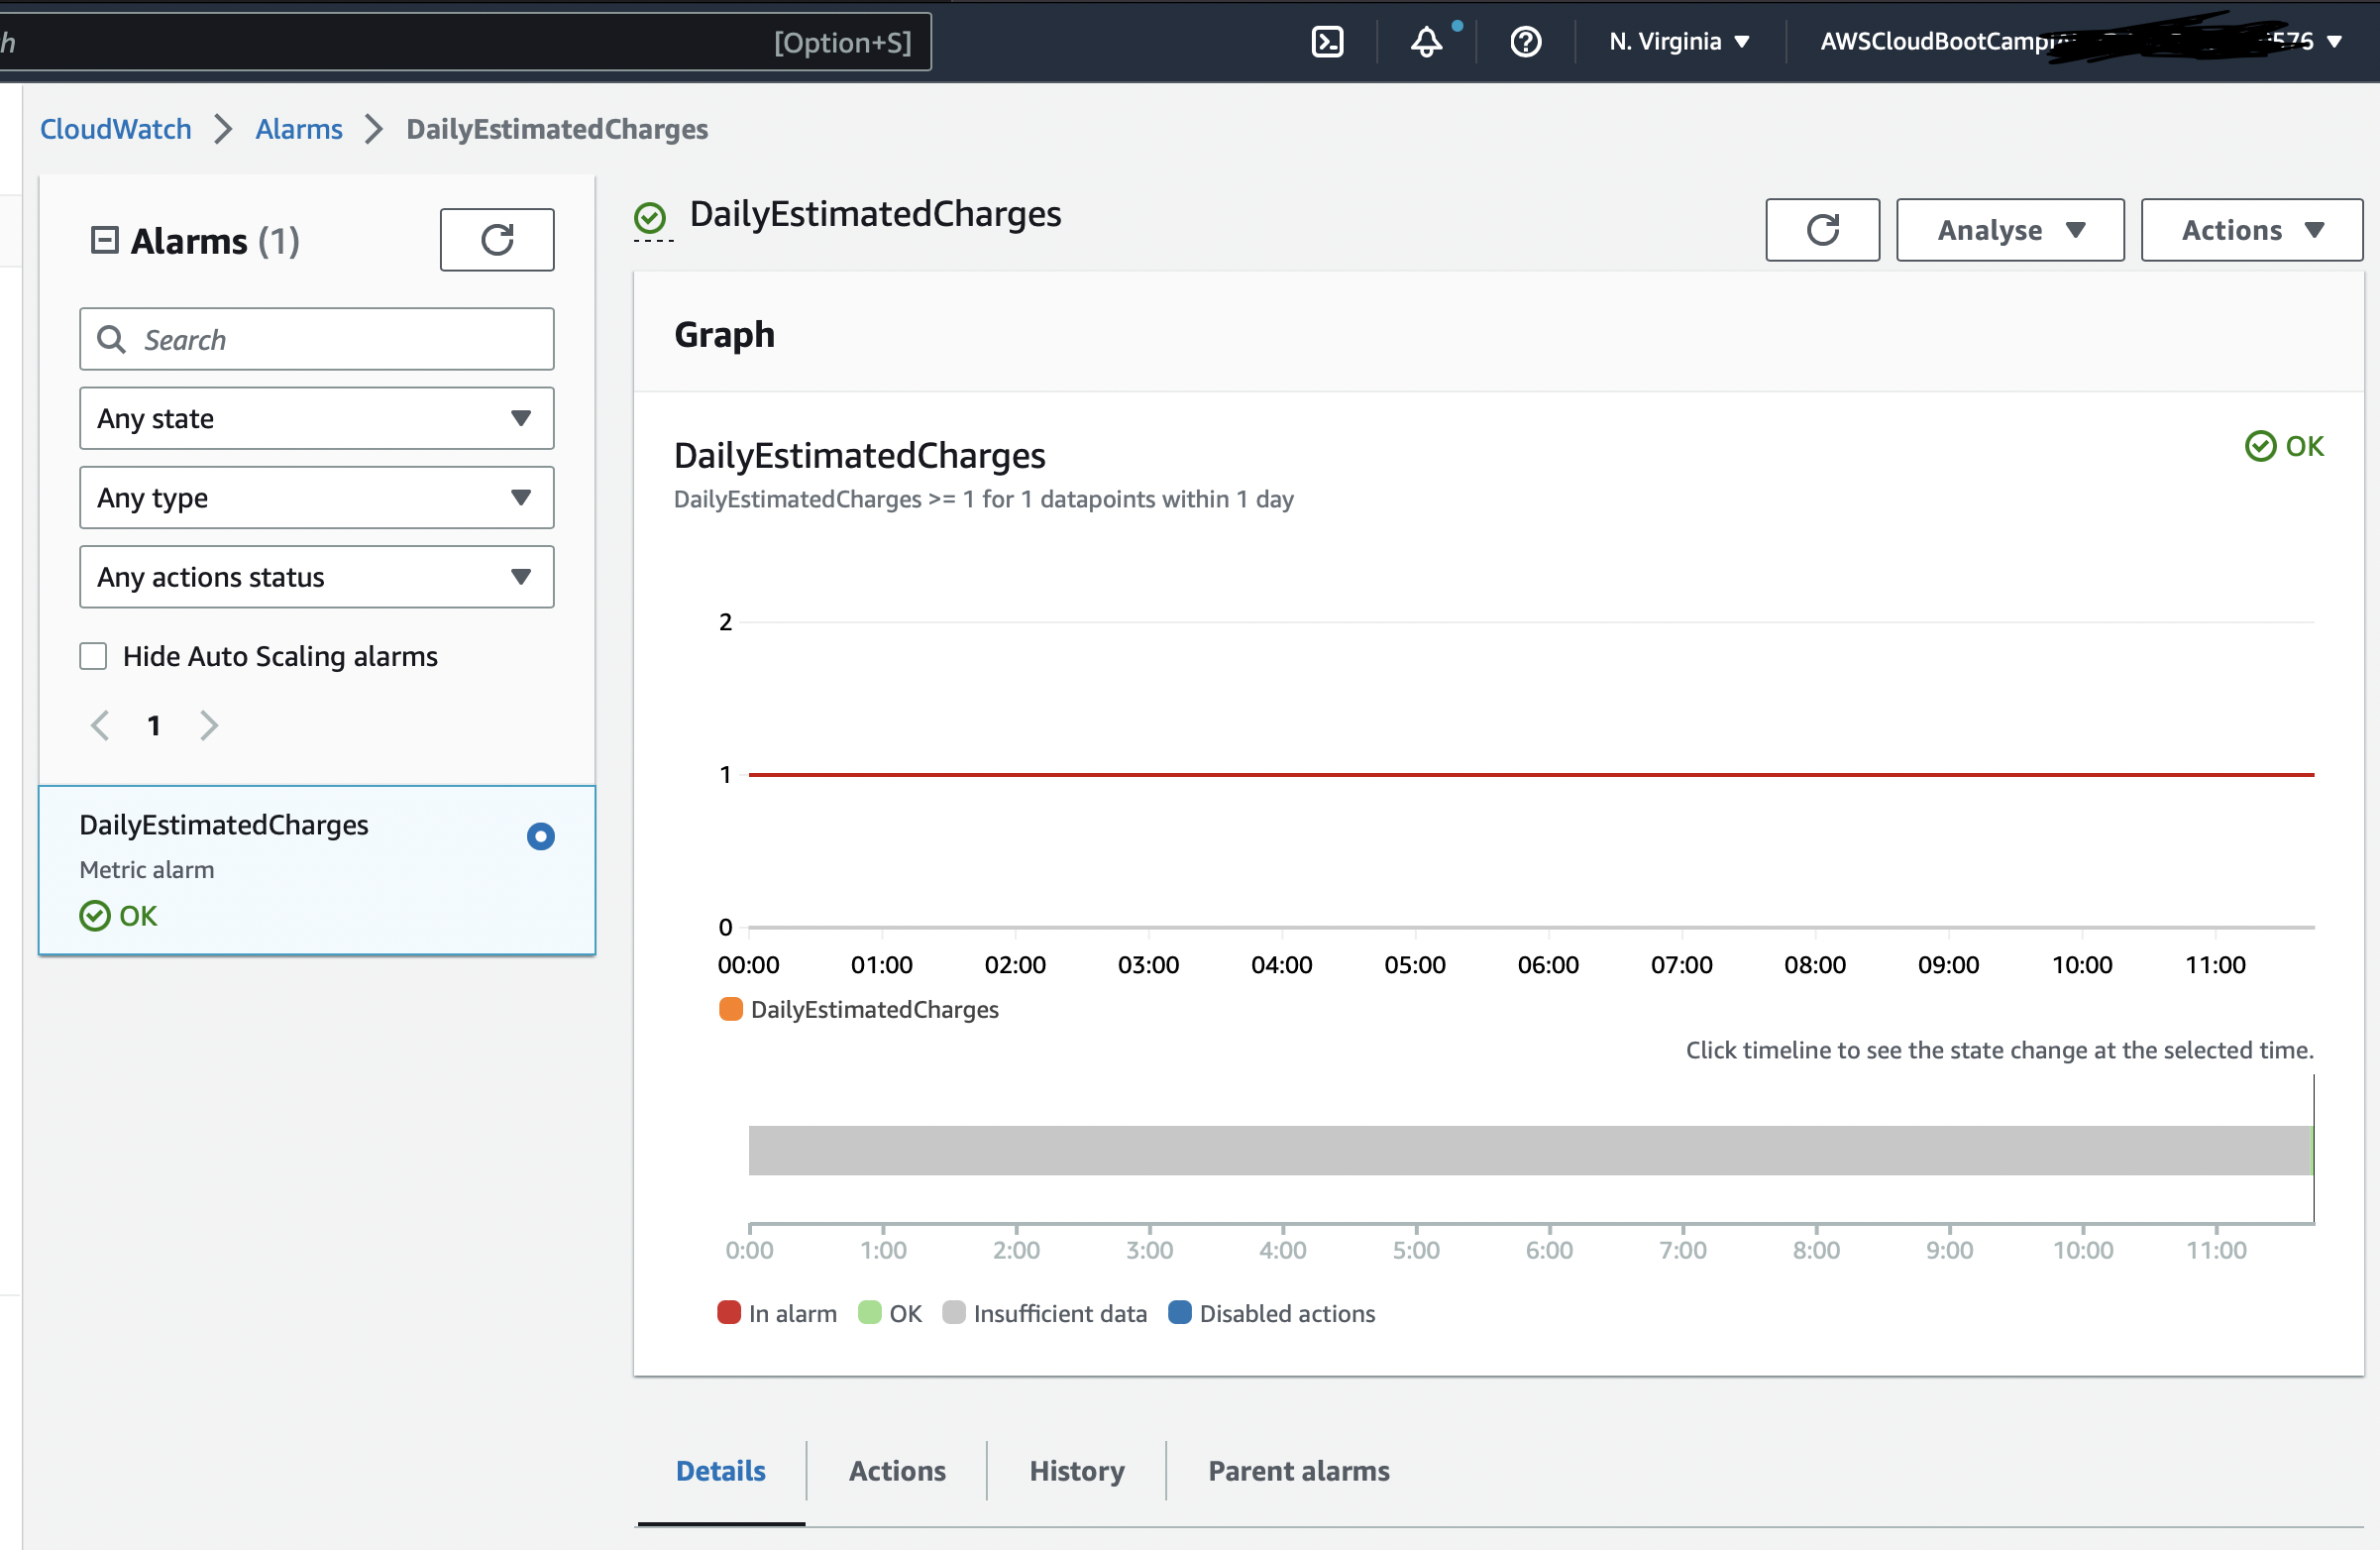 h [Option+S] N. Virginia 576
CloudWatch Alarms DailyEstimatedCharges
Alarms (1)
Search
Any state
Any type
Any actions status
Hide Auto Scaling alarms
1
DailyEstimatedCharges
Metric alarm
OK
DailyEstimatedCharges
Analyse Actions
Graph
DailyEstimatedCharges
OK
DailyEstimatedCharges >= 1 for 1 datapoints within 1 day
2
1
0
00:00 01:00 02:00 03:00 04:00 05:00 06:00 07:00 08:00 09:00 10:00 11:00
DailyEstimatedCharges
Click timeline to see the state change at the selected time.
0:00 1:00 2:00 3:00 4:00 5:00 6:00 7:00 8:00 9:00 10:00 11:00
In alarm OK Insufficient data Disabled actions
Details Actions History Parent alarms